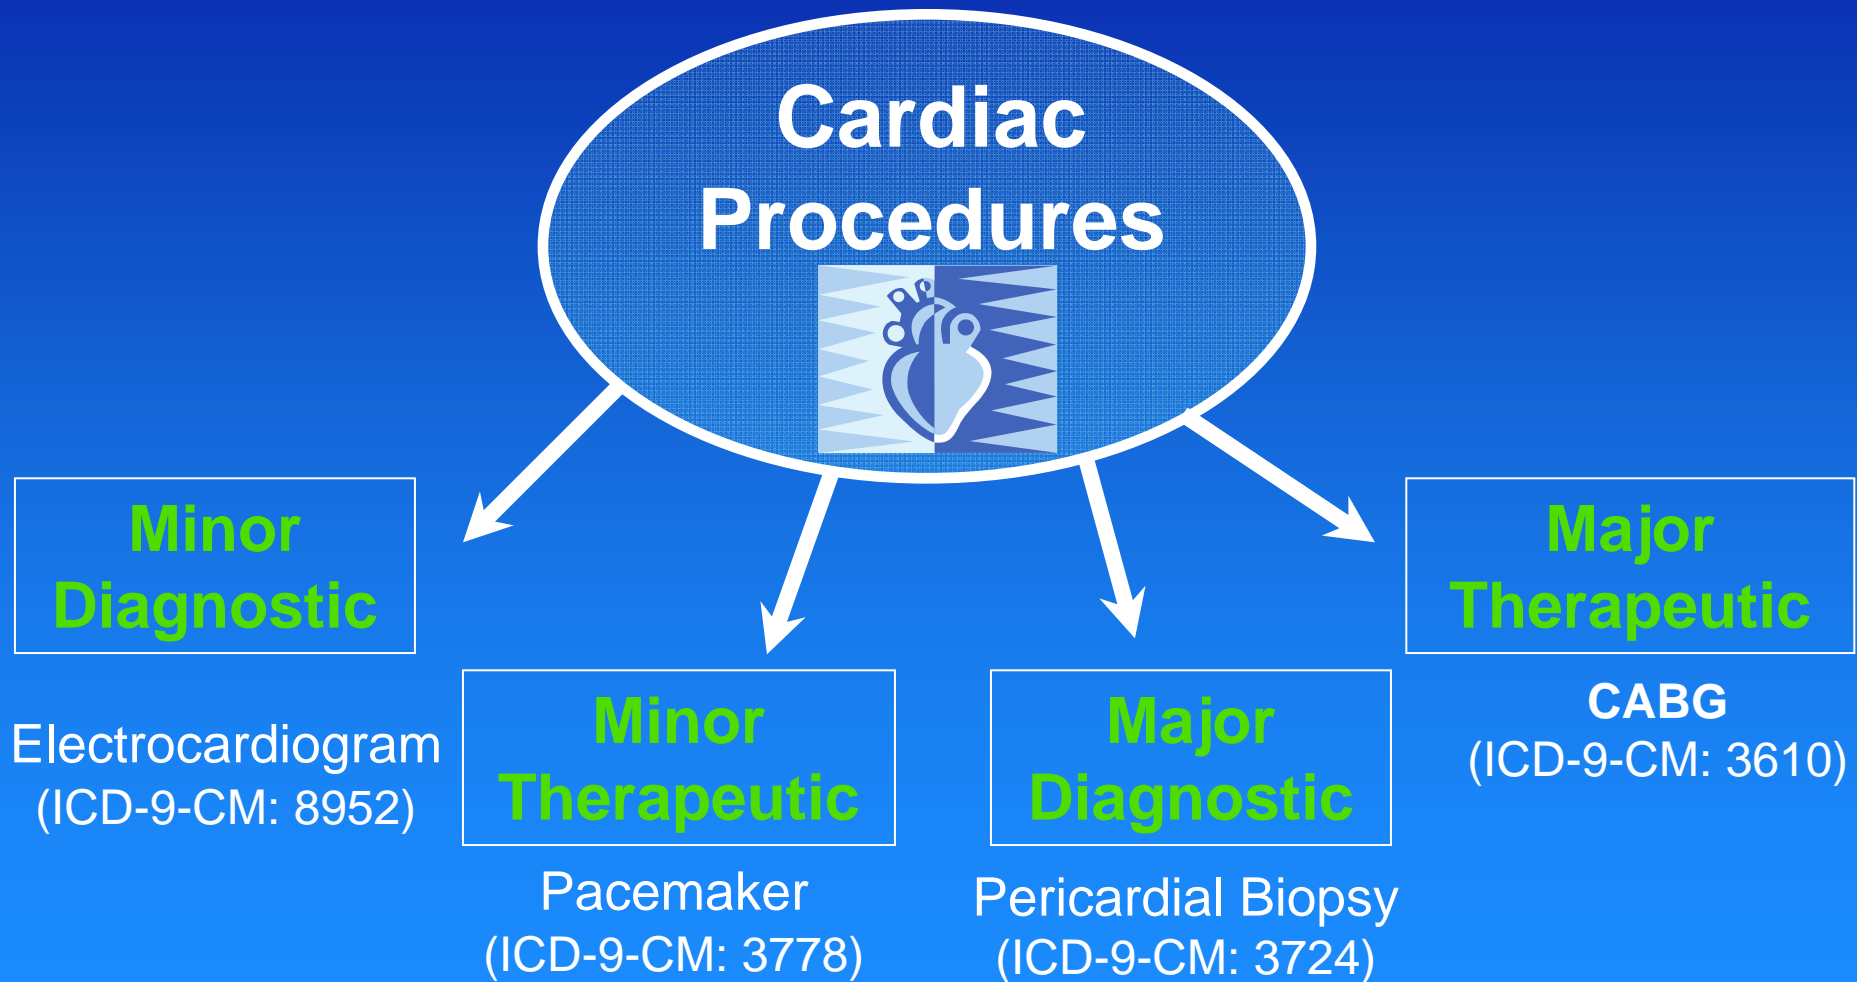 Cardiac
Procedures
Minor
Diagnostic
Electrocardiogram
(ICD-9-CM: 8952)
Minor
Therapeutic
Pacemaker
(ICD-9-CM: 3778)
Major
Diagnostic
Pericardial Biopsy
(ICD-9-CM: 3724)
Major
Therapeutic
CABG
(ICD-9-CM: 3610)